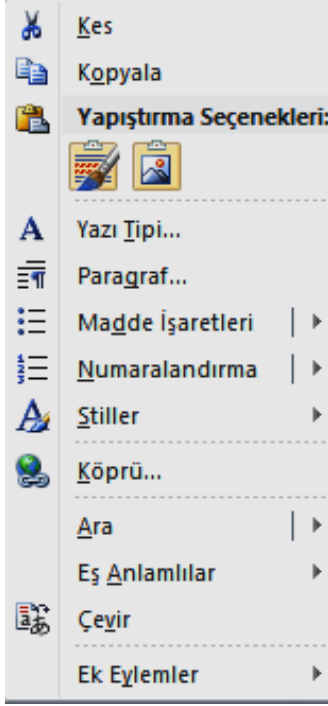 Kes
Kopyala
Yapıştırma Seçenekleri:
Yazı Tipi...
Paragraf...
Madde İşaretleri
Numaralandırma
Stiller
Köprü...
Ara
Eş Anlamlılar
Çevir
Ek Eylemler